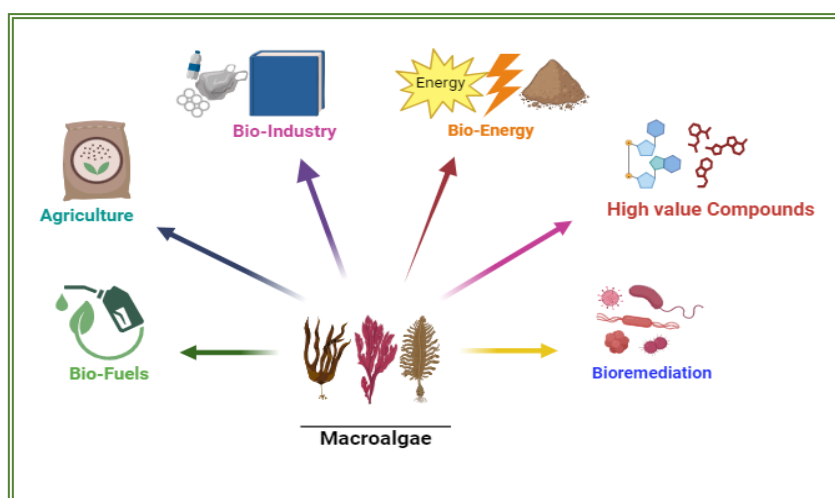 Energy
Bio-Industry
Bio-Energy
High value Compounds
Agriculture
Bio-Fuels
Bioremediation
Macroalgae